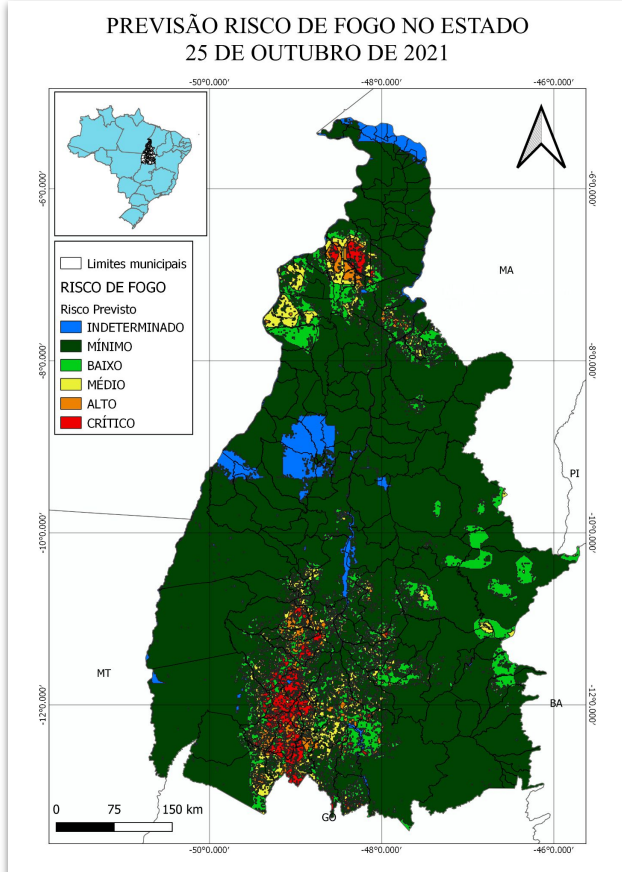 PREVISÃO RISCO DE FOGO NO ESTADO
25 DE OUTUBRO DE 2021
-50°0.000' -48°0.000' -46°0.000'
-6°0.000' -6°0.000'
Limites municipais
RISCO DE FOGO
Risco Previsto
INDETERMINADO
MÍNIMO
BAIXO
MÉDIO
ALTO
CRÍTICO
MA
-8°0.000' -8°0.000'
PI
-10°0.000' -10°0.000'
MT
-12°0.000' -12°0.000'
BA
0 75 150 km
GO
-50°0.000' -48°0.000' -46°0.000'